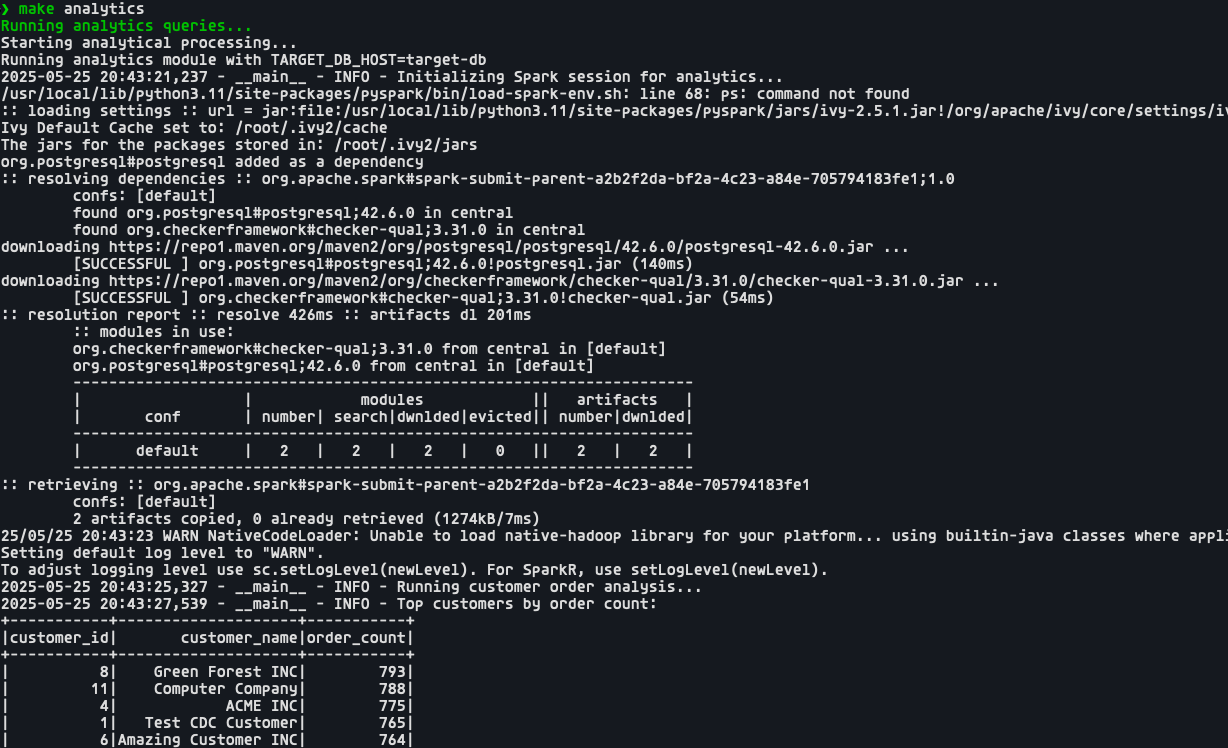 ❯ make analytics
Running analytics queries...
Starting analytical processing...
Running analytics module with TARGET_DB_HOST=target-db
2025-05-25 20:43:21,237 - __main__ - INFO - Initializing Spark session for analytics...
/usr/local/lib/python3.11/site-packages/pyspark/bin/load-spark-env.sh: line 68: ps: command not found
:: loading settings :: url = jar:file:/usr/local/lib/python3.11/site-packages/pyspark/jars/ivy-2.5.1.jar!/org/apache/ivy/core/settings/iv
Ivy Default Cache set to: /root/.ivy2/cache
The jars for the packages stored in: /root/.ivy2/jars
org.postgresql#postgresql added as a dependency
:: resolving dependencies :: org.apache.spark#spark-submit-parent-a2b2f2da-bf2a-4c23-a84e-705794183fe1;1.0
        confs: [default]
        found org.postgresql#postgresql;42.6.0 in central
        found org.checkerframework#checker-qual;3.31.0 in central
downloading https://repo1.maven.org/maven2/org/postgresql/postgresql/42.6.0/postgresql-42.6.0.jar ...
        [SUCCESSFUL ] org.postgresql#postgresql;42.6.0!postgresql.jar (140ms)
downloading https://repo1.maven.org/maven2/org/checkerframework/checker-qual/3.31.0/checker-qual-3.31.0.jar ...
        [SUCCESSFUL ] org.checkerframework#checker-qual;3.31.0!checker-qual.jar (54ms)
:: resolution report :: resolve 426ms :: artifacts dl 201ms
        :: modules in use:
        org.checkerframework#checker-qual;3.31.0 from central in [default]
        org.postgresql#postgresql;42.6.0 from central in [default]
        ---------------------------------------------------------------------
        |                  |            modules            ||   artifacts   |
        |       conf       | number| search|dwnlded|evicted|| number|dwnlded|
        ---------------------------------------------------------------------
        |      default     |   2   |   2   |   2   |   0   ||   2   |   2   |
        ---------------------------------------------------------------------
:: retrieving :: org.apache.spark#spark-submit-parent-a2b2f2da-bf2a-4c23-a84e-705794183fe1
        confs: [default]
        2 artifacts copied, 0 already retrieved (1274kB/7ms)
25/05/25 20:43:23 WARN NativeCodeLoader: Unable to load native-hadoop library for your platform... using builtin-java classes where appli
Setting default log level to "WARN".
To adjust logging level use sc.setLogLevel(newLevel). For SparkR, use setLogLevel(newLevel).
2025-05-25 20:43:25,327 - __main__ - INFO - Running customer order analysis...
2025-05-25 20:43:27,539 - __main__ - INFO - Top customers by order count:
+-----------+--------------------+-----------+
|customer_id|       customer_name|order_count|
+-----------+--------------------+-----------+
|          8|    Green Forest INC|        793|
|         11|    Computer Company|        788|
|          4|            ACME INC|        775|
|          1|   Test CDC Customer|        765|
|          6|Amazing Customer INC|        764|